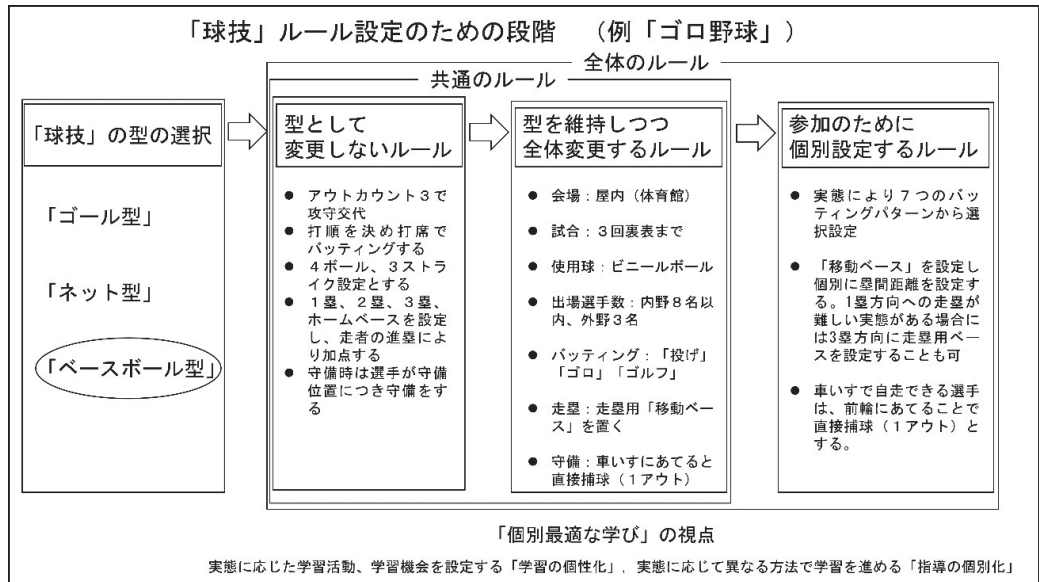 「球技」ルール設定のための段階　（例「ゴロ野球」）
全体のルール
共通のルール
「球技」の型の選択
「ゴール型」
「ネット型」
「ベースボール型」
型として
変更しないルール
● アウトカウント３で
攻守交代
● 打順を決め打席で
バッティングする
● ４ボール、３ストラ
イク設定とする
● １塁、２塁、３塁、
ホームベースを設定
し、走者の進塁によ
り加点する
● 守備時は選手が守備
位置につき守備をす
る
型を維持しつつ
全体変更するルール
● 会場：屋内（体育館）
● 試合：３回裏表まで
● 使用球：ビニールボール
● 出場選手数：内野８名以
内、外野３名
● バッティング：「投げ」
「ゴロ」「ゴルフ」
● 走塁：走塁用「移動ベー
ス」を置く
● 守備：車いすにあてると
直接捕球（１アウト）
参加のために
個別設定するルール
● 実態により７つのバッ
ティングパターンから選
択設定
● 「移動ベース」を設定し
個別に塁間距離を設定す
る。1塁方向への走塁が
難しい実態がある場合に
は3塁方向に走塁用ベー
スを設定することも可
● 車いすで自走できる選手
は、前輪にあてることで
直接捕球（１アウト）と
する。
「個別最適な学び」の視点
実態に応じた学習活動、学習機会を設定する「学習の個性化」，実態に応じて異なる方法で学習を進める「指導の個別化」